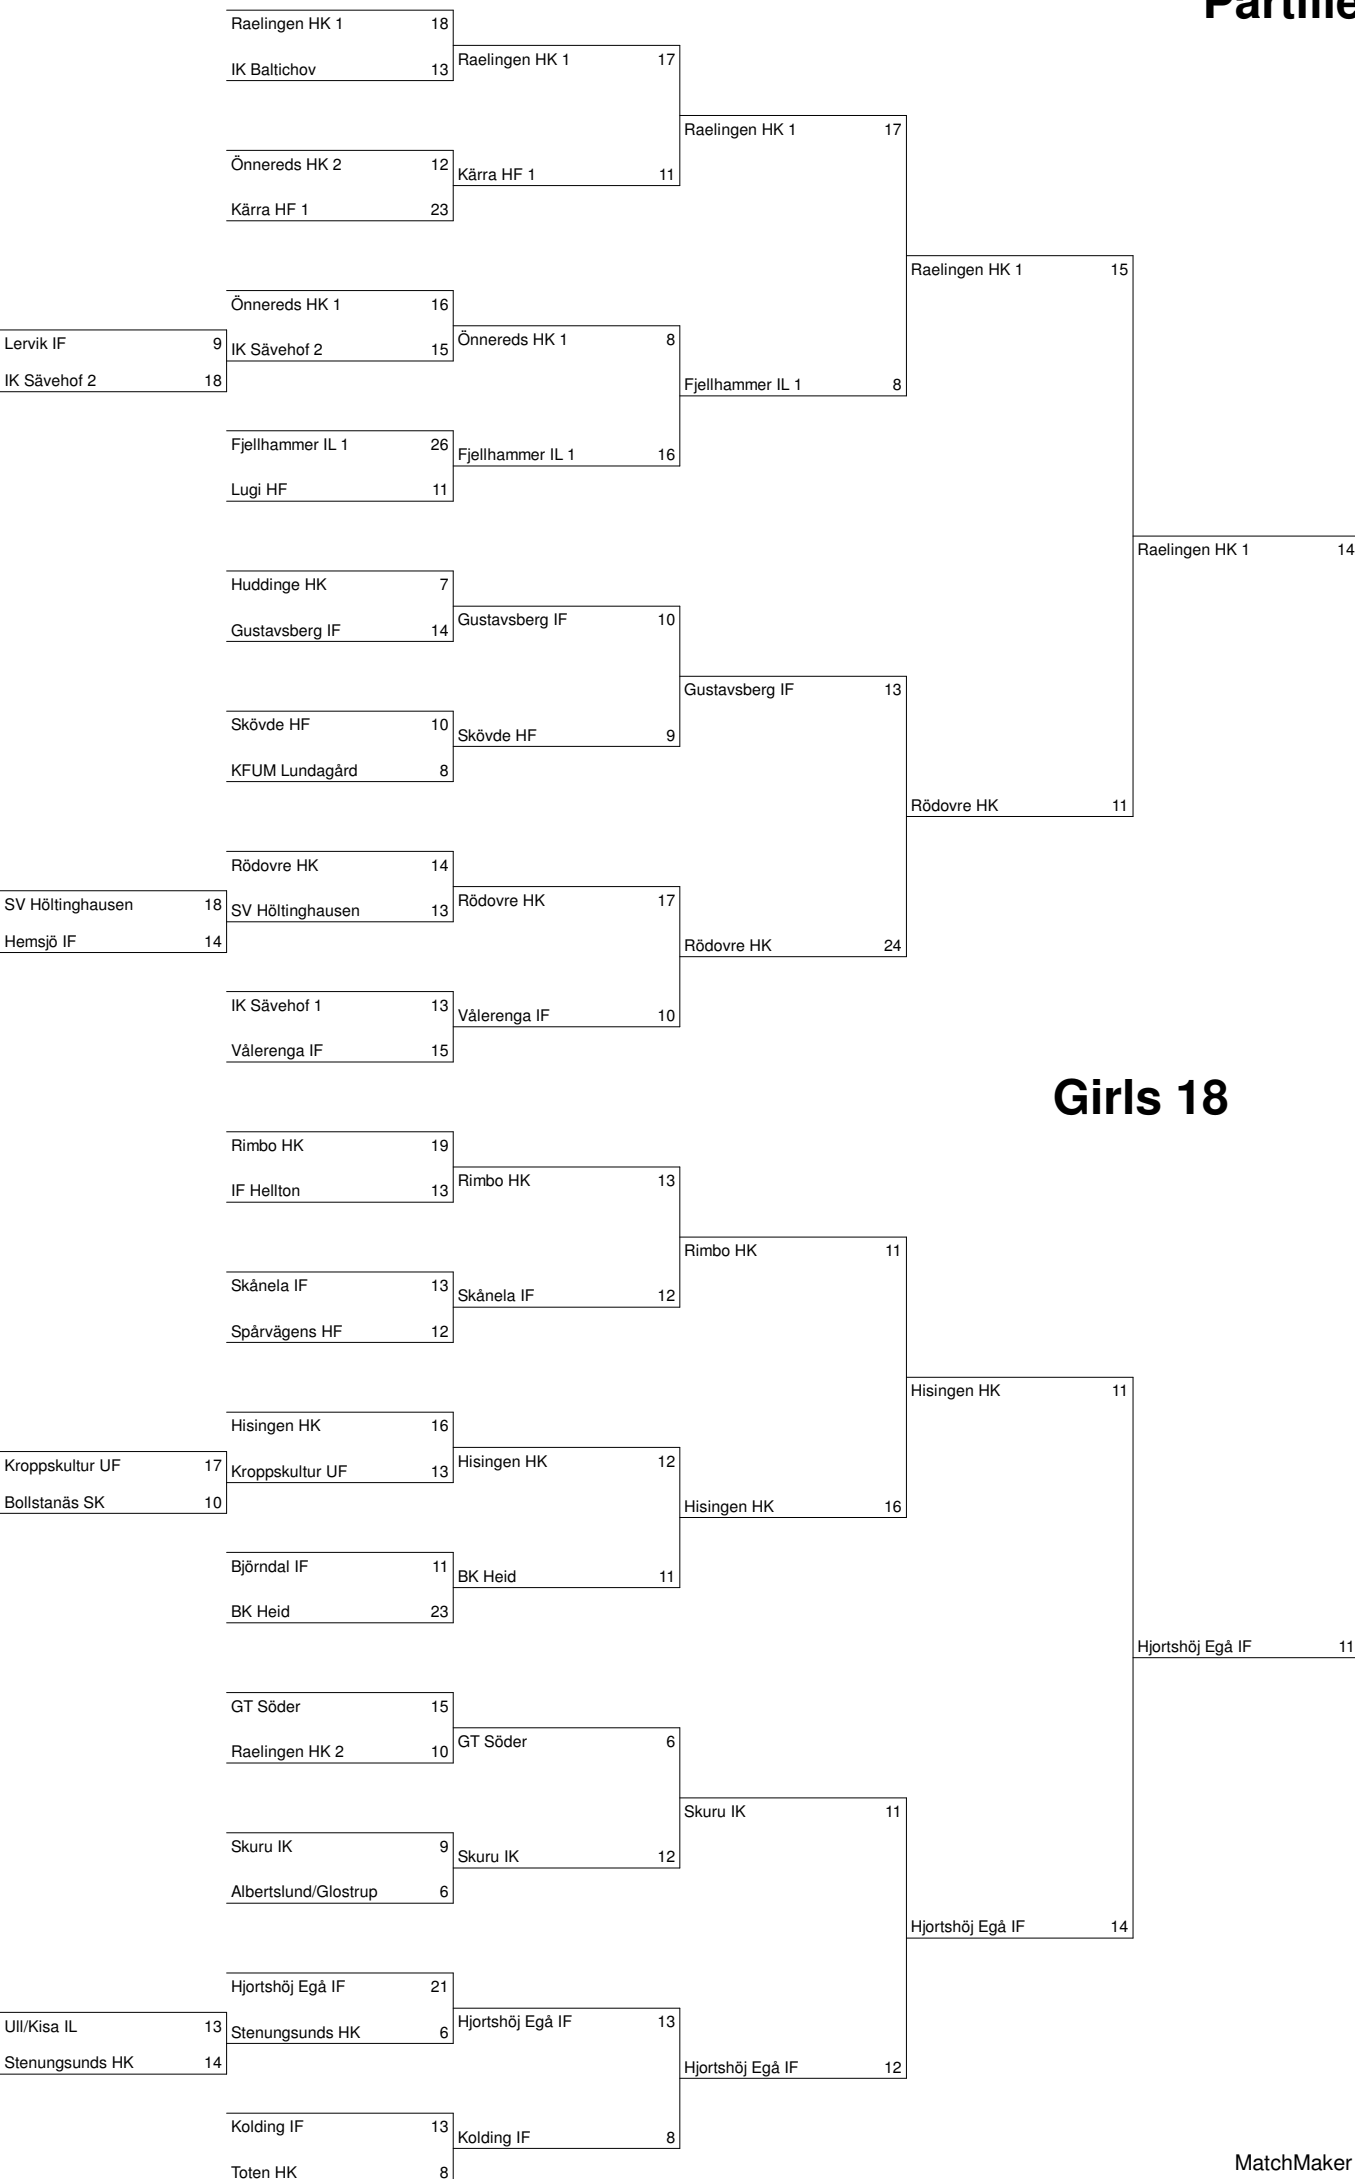 Partille
Raelingen HK 1 18
IK Baltichov 13
Raelingen HK 1 17
Raelingen HK 1 17
Önnereds HK 2 12
Kärra HF 1 11
Kärra HF 1 23
Raelingen HK 1 15
Önnereds HK 1 16
Lervik IF 9
IK Sävehof 2 15
Önnereds HK 1 8
IK Sävehof 2 18
Fjellhammer IL 1 8
Fjellhammer IL 1 26
Fjellhammer IL 1 16
Lugi HF 11
Raelingen HK 1 14
Huddinge HK 7
Gustavsberg IF 14
Gustavsberg IF 10
Gustavsberg IF 13
Skövde HF 10
Skövde HF 9
KFUM Lundagård 8
Rödovre HK 11
Rödovre HK 14
SV Höltinghausen 18
SV Höltinghausen 13
Rödovre HK 17
Hemsjö IF 14
Rödovre HK 24
IK Sävehof 1 13
Vålerenga IF 10
Vålerenga IF 15
Girls 18
Rimbo HK 19
IF Hellton 13
Rimbo HK 13
Rimbo HK 11
Skånela IF 13
Skånela IF 12
Spårvägens HF 12
Hisingen HK 11
Hisingen HK 16
Kroppskultur UF 17
Kroppskultur UF 13
Hisingen HK 12
Bollstanäs SK 10
Hisingen HK 16
Björndal IF 11
BK Heid 11
BK Heid 23
Hjortshöj Egå IF 11
GT Söder 15
Raelingen HK 2 10
GT Söder 6
Skuru IK 11
Skuru IK 9
Skuru IK 12
Albertslund/Glostrup 6
Hjortshöj Egå IF 14
Hjortshöj Egå IF 21
Ull/Kisa IL 13
Stenungsunds HK 6
Hjortshöj Egå IF 13
Stenungsunds HK 14
Hjortshöj Egå IF 12
Kolding IF 13
Kolding IF 8
Toten HK 8
MatchMaker